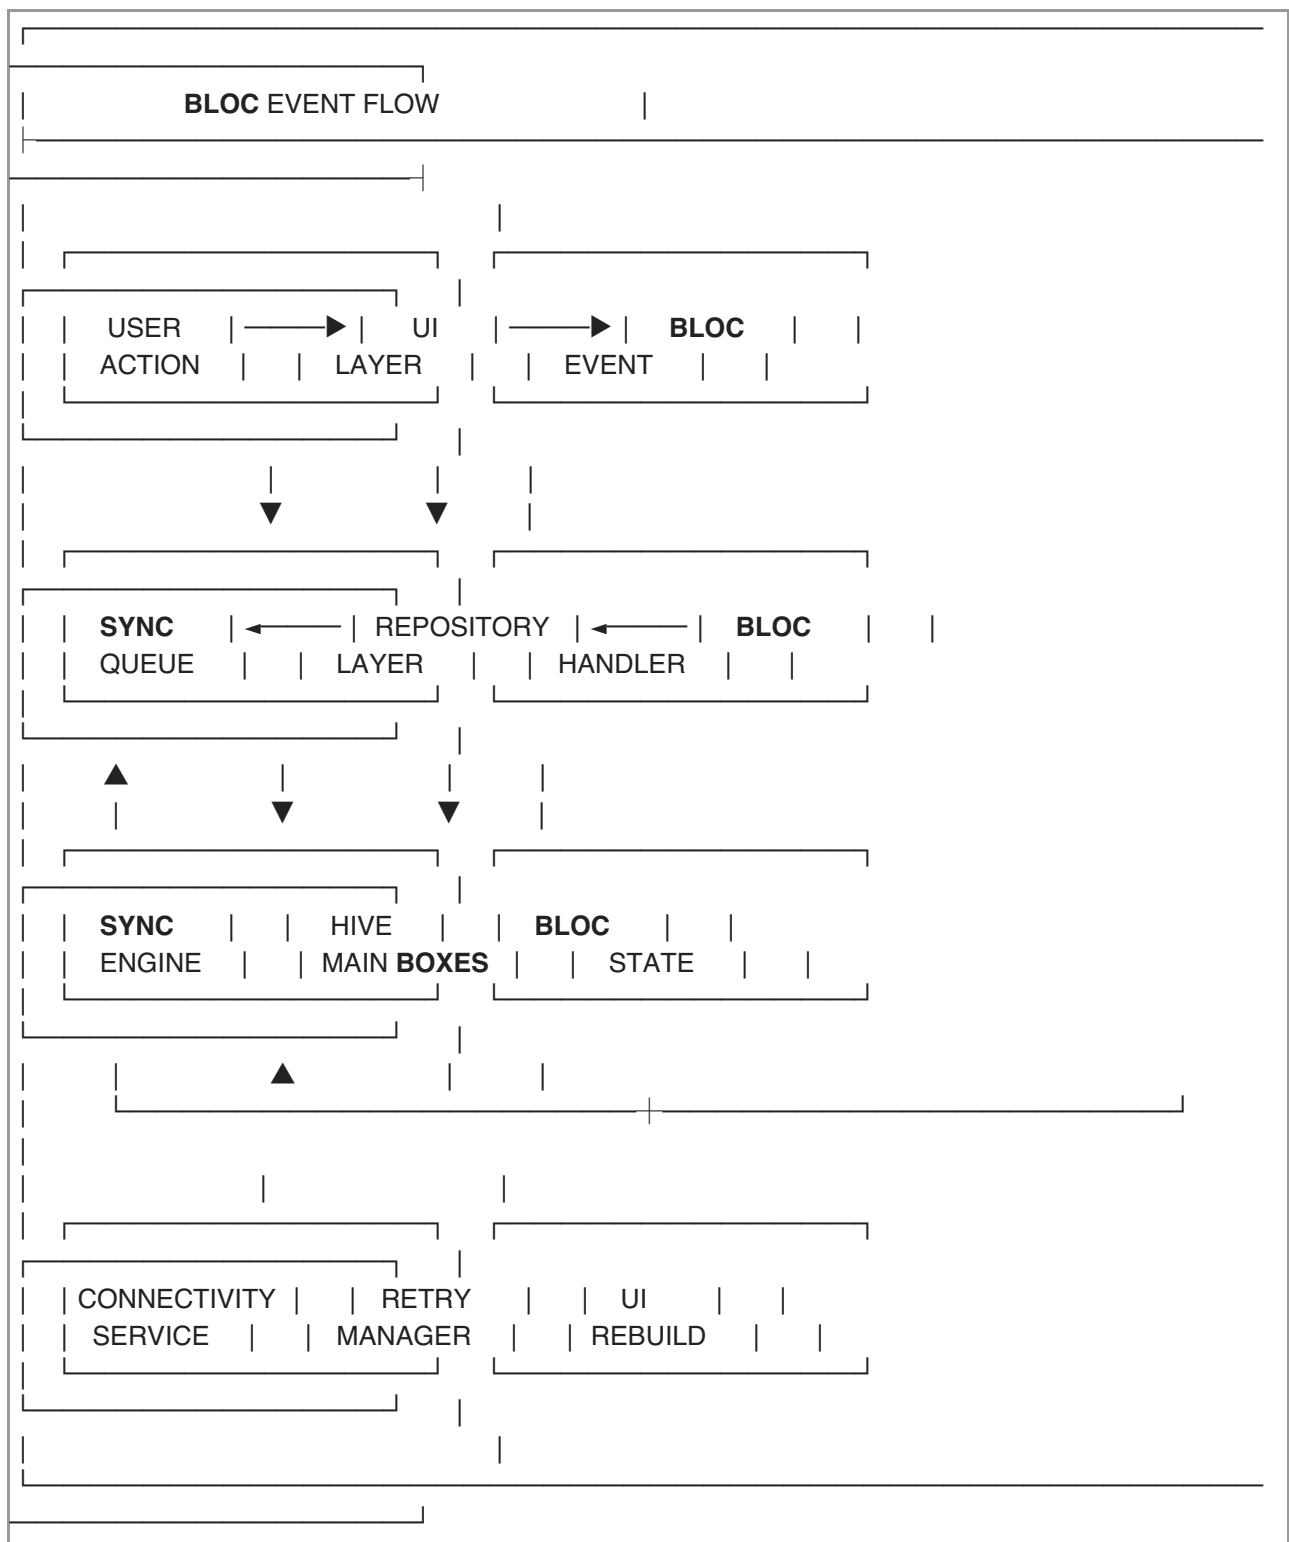 BLOC EVENT FLOW
USER UI BLOC
ACTION LAYER EVENT
SYNC REPOSITORY BLOC
QUEUE LAYER HANDLER
SYNC HIVE BLOC
ENGINE MAIN BOXES STATE
CONNECTIVITY RETRY UI
SERVICE MANAGER REBUILD